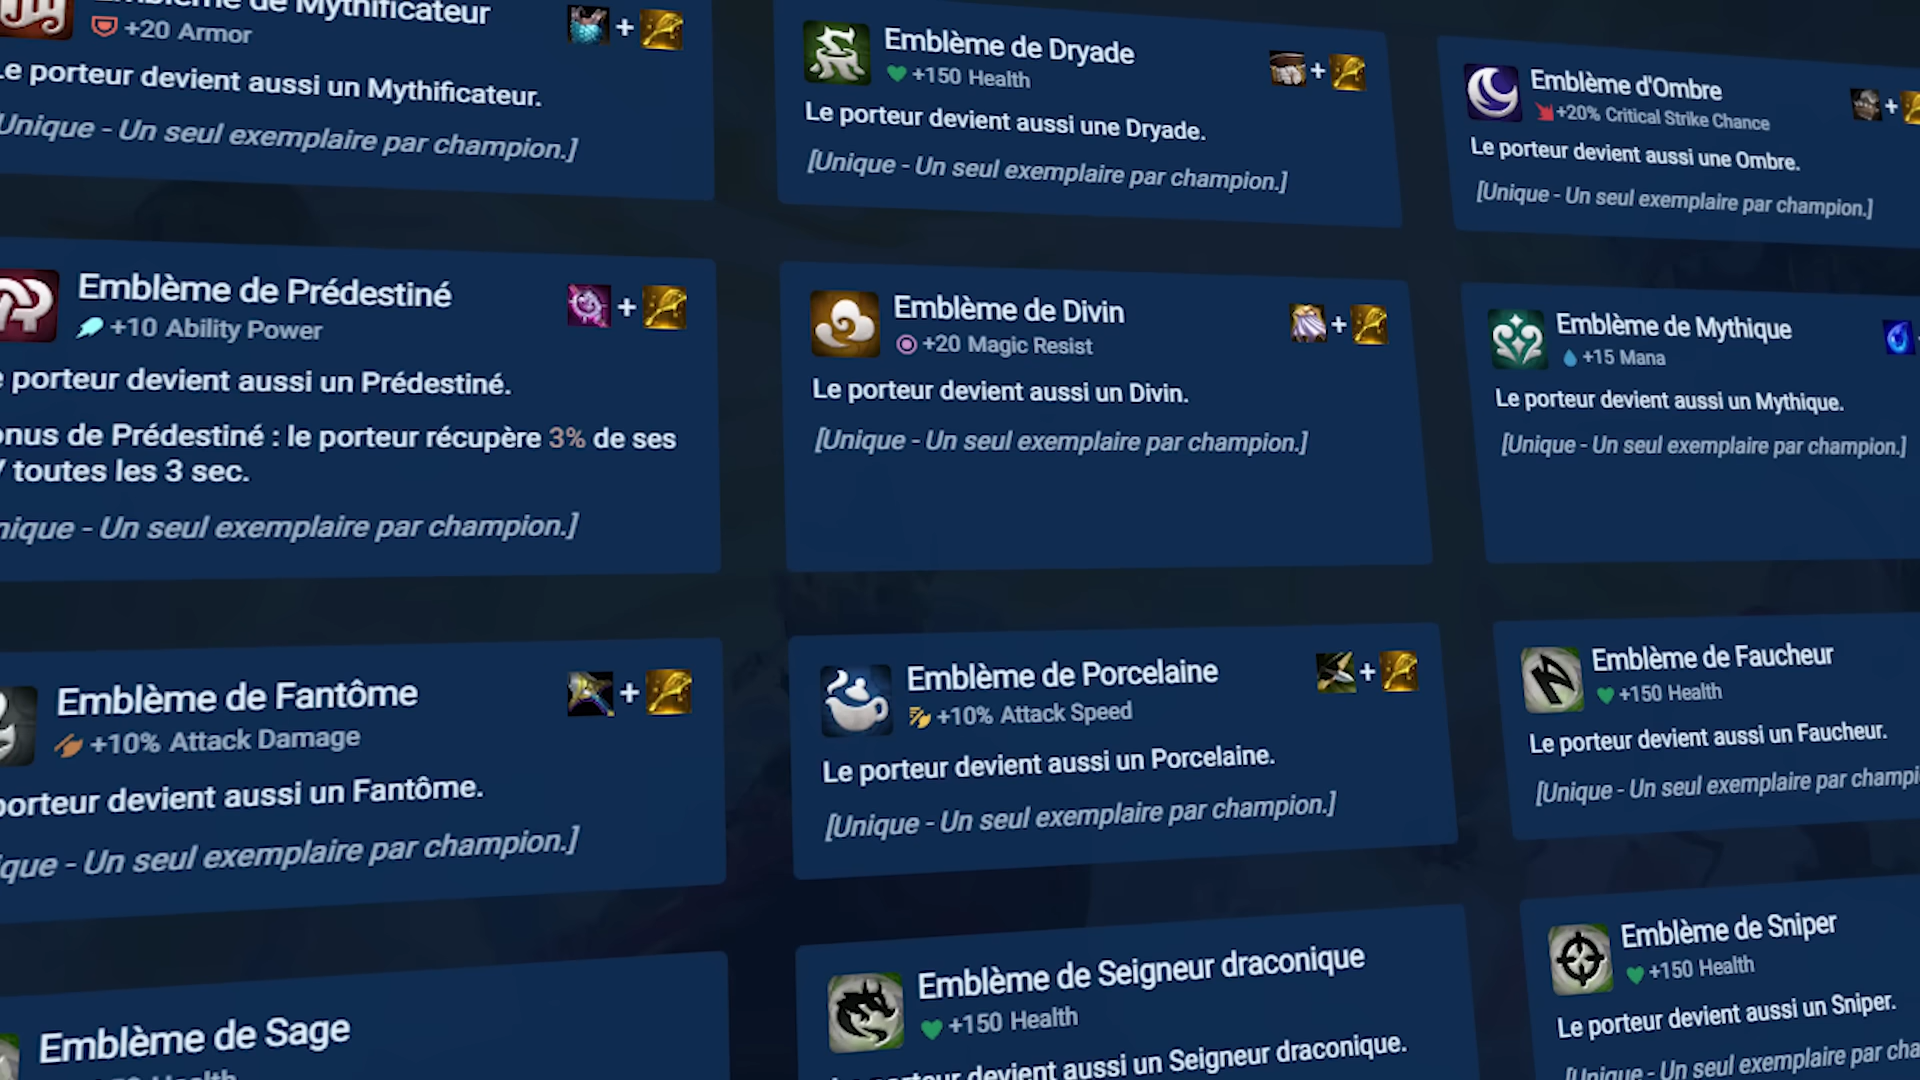 de Mythificateur
+20 Armor
+
Le porteur devient aussi un Mythificateur.
Unique - Un seul exemplaire par champion.]
Emblème de Dryade
+150 Health
+
Le porteur devient aussi une Dryade.
[Unique - Un seul exemplaire par champion.]
Emblème d'Ombre
+20% Critical Strike Chance
+
Le porteur devient aussi une Ombre.
[Unique - Un seul exemplaire par champion.]
Emblème de Prédestiné
+10 Ability Power
+
porteur devient aussi un Prédestiné.
onus de Prédestiné : le porteur récupère 3% de ses
toutes les 3 sec.
nique - Un seul exemplaire par champion.]
Emblème de Divin
+20 Magic Resist
+
Le porteur devient aussi un Divin.
[Unique - Un seul exemplaire par champion.]
Emblème de Mythique
+15 Mana
Le porteur devient aussi un Mythique.
[Unique - Un seul exemplaire par champion.]
Emblème de Fantôme
+10% Attack Damage
+
porteur devient aussi un Fantôme.
que - Un seul exemplaire par champion.]
Emblème de Porcelaine
+10% Attack Speed
+
Le porteur devient aussi un Porcelaine.
[Unique - Un seul exemplaire par champion.]
Emblème de Faucheur
+150 Health
Le porteur devient aussi un Faucheur.
[Unique - Un seul exemplaire par champi
Emblème de Sage
Emblème de Seigneur draconique
+150 Health
devient aussi un Seigneur draconique.
Emblème de Sniper
+150 Health
Le porteur devient aussi un Sniper.
[Unique - Un seul exemplaire par cha